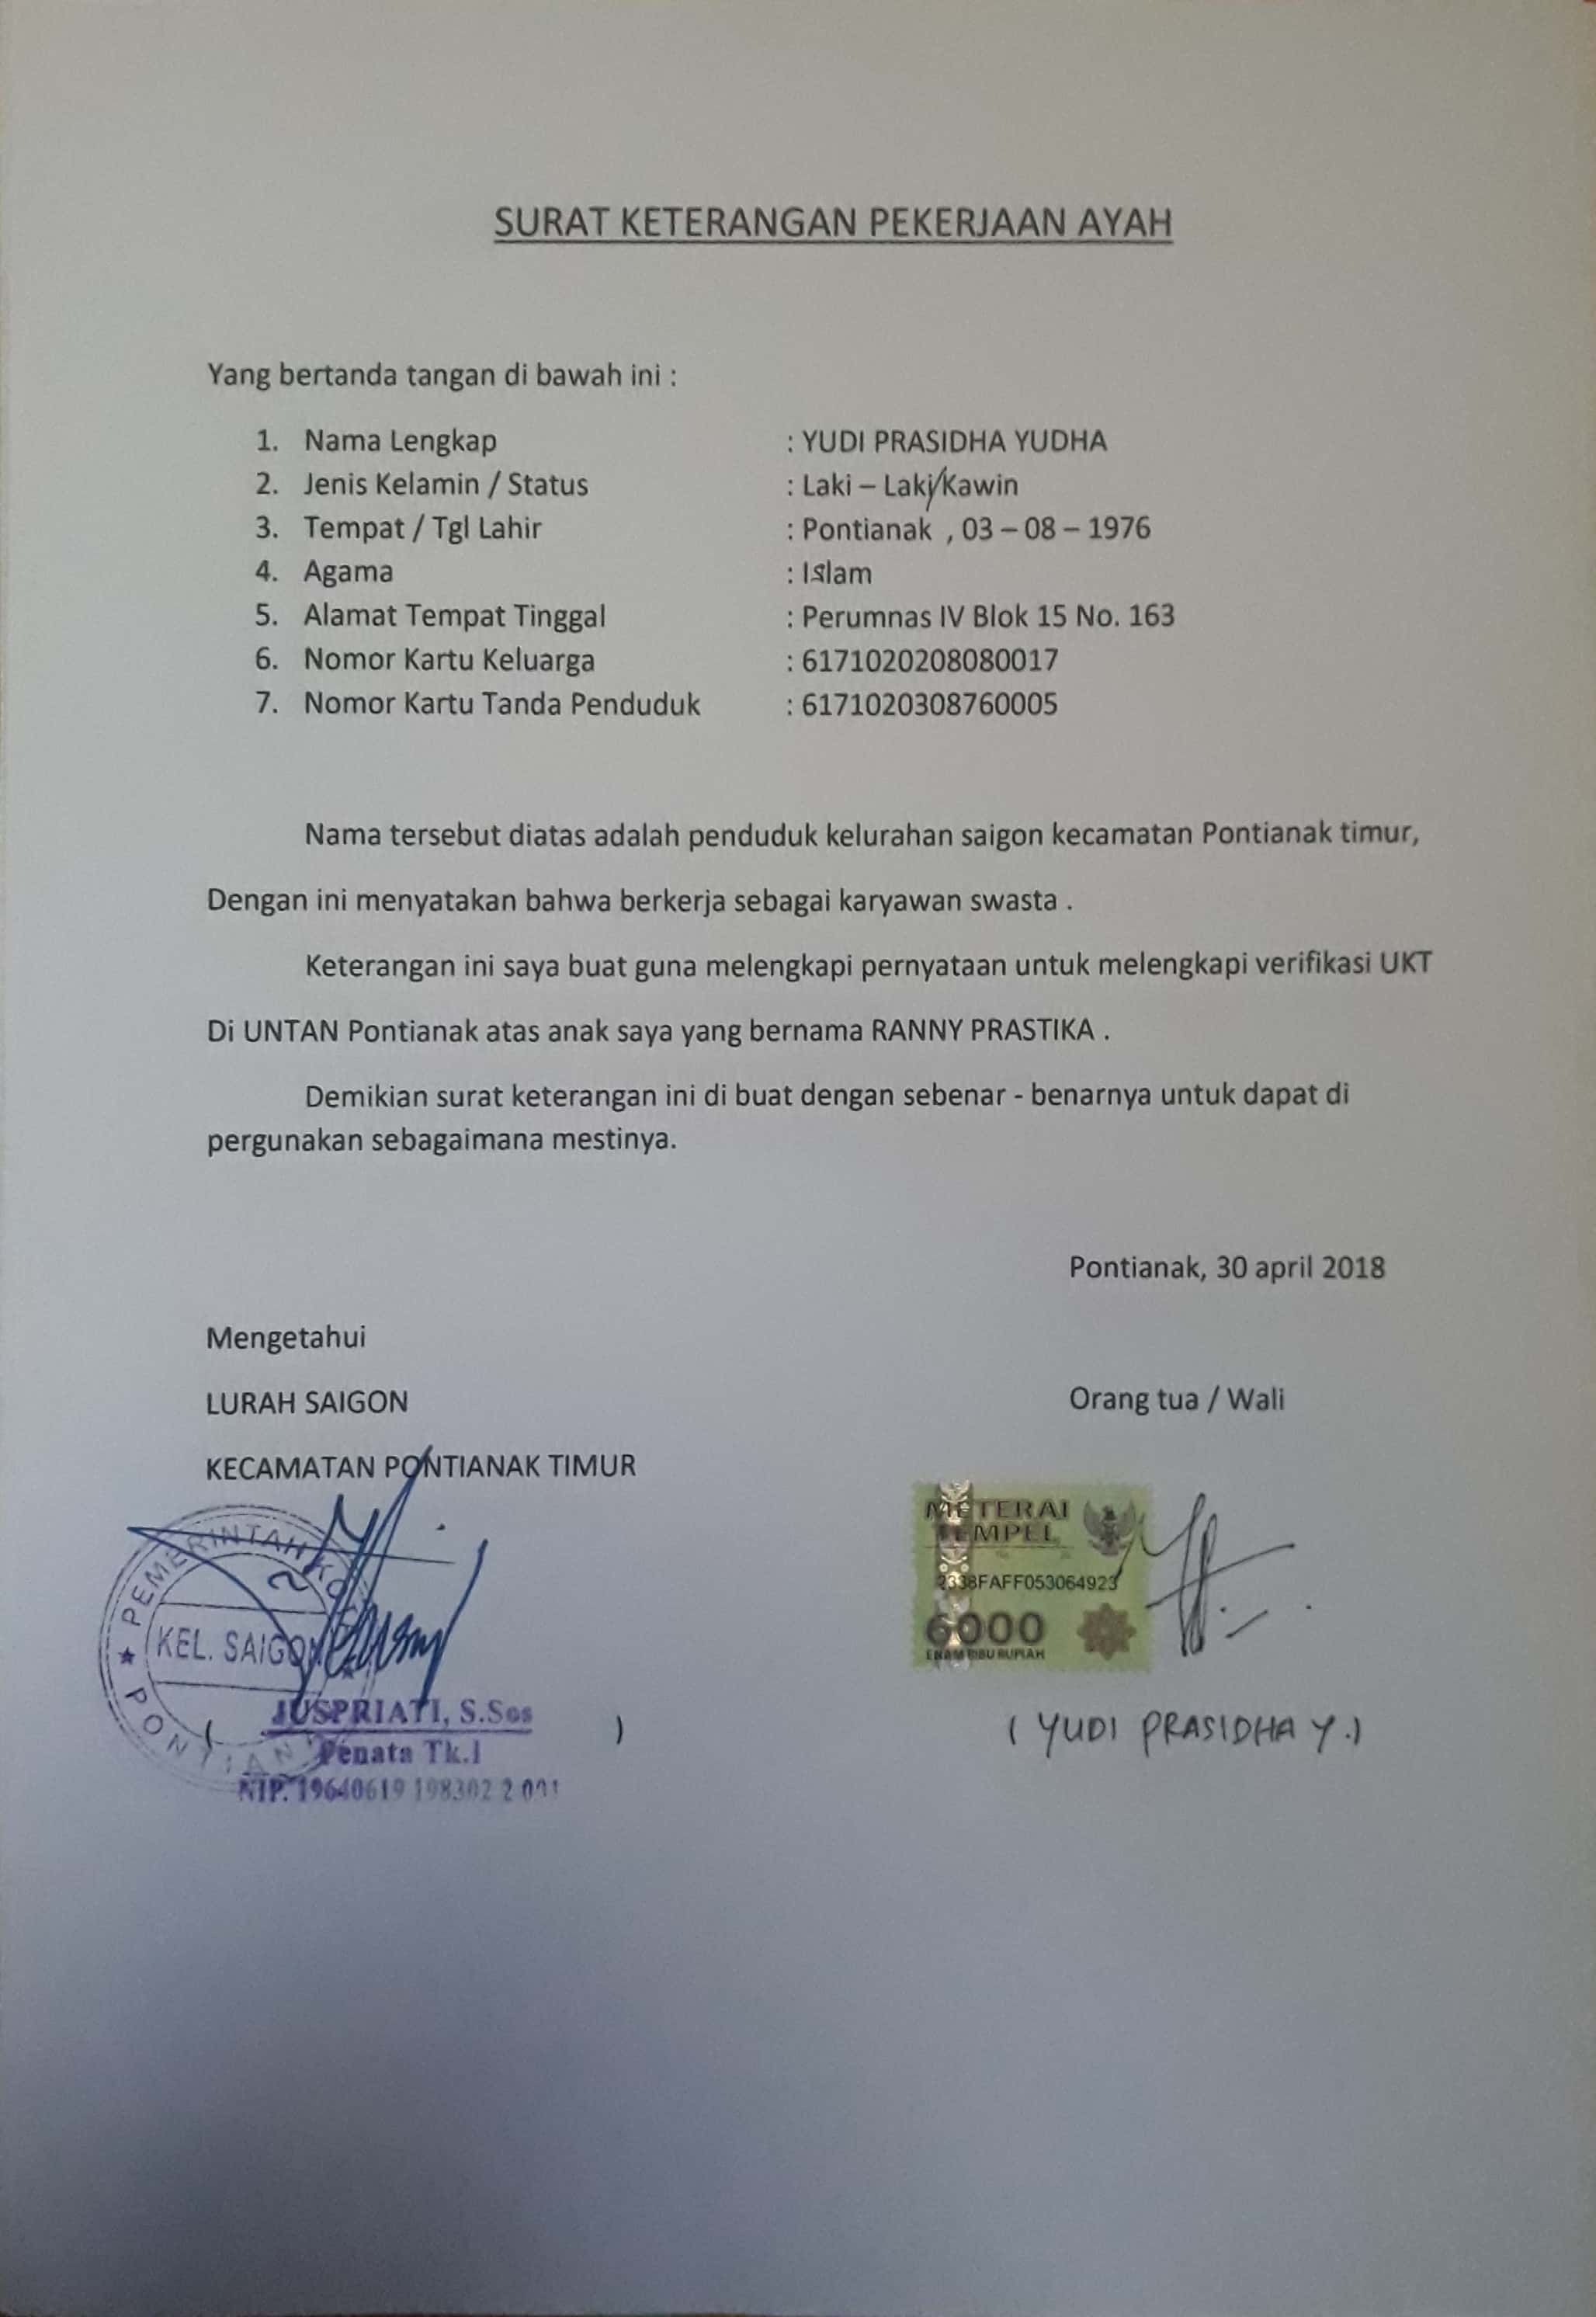 SURAT KETERANGAN PEKERJAAN AYAH
Yang bertanda tangan di bawah ini :
1. Nama Lengkap : YUDI PRASIDHA YUDHA
2. Jenis Kelamin / Status : Laki – Laki/Kawin
3. Tempat / Tgl Lahir : Pontianak , 03 – 08 – 1976
4. Agama : Islam
5. Alamat Tempat Tinggal : Perumnas IV Blok 15 No. 163
6. Nomor Kartu Keluarga : 6171020208080017
7. Nomor Kartu Tanda Penduduk : 6171020308760005
Nama tersebut diatas adalah penduduk kelurahan saigon kecamatan Pontianak timur,
Dengan ini menyatakan bahwa berkerja sebagai karyawan swasta .
Keterangan ini saya buat guna melengkapi pernyataan untuk melengkapi verifikasi UKT
Di UNTAN Pontianak atas anak saya yang bernama RANNY PRASTIKA .
Demikian surat keterangan ini di buat dengan sebenar - benarnya untuk dapat di
pergunakan sebagaimana mestinya.
Pontianak, 30 april 2018
Mengetahui
LURAH SAIGON
Orang tua / Wali
KECAMATAN PONTIANAK TIMUR
PEMERINTAH
KEL. SAIGON
METERAI
TEMPEL
6000
ENAM RIBU RUPIAH
( JUSPRIATI, S.Sos )
Penata Tk.I
NIP. 19640619 198302 2 001
( YUDI PRASIDHA Y.)